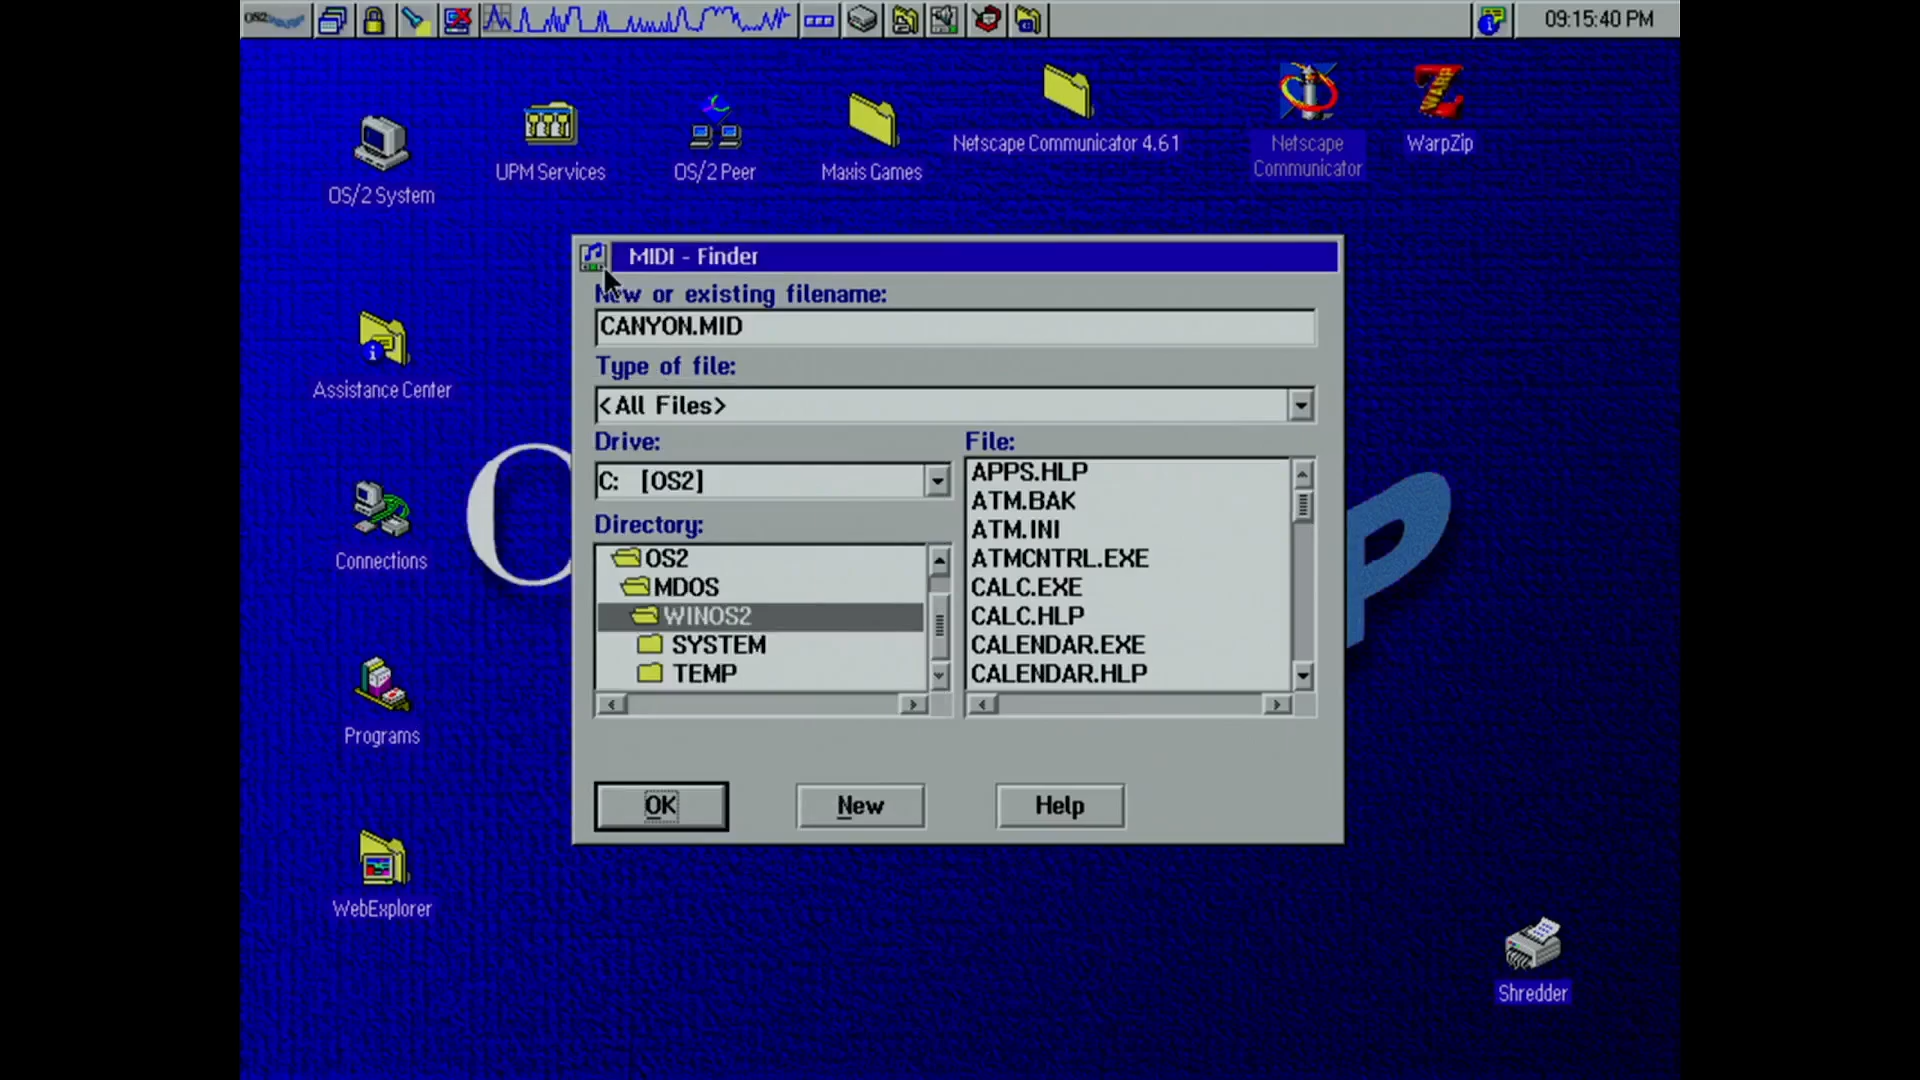 OS2
09:15:40 PM
OS/2 System
UPM Services
OS/2 Peer
Maxis Games
Netscape Communicator 4.61
Netscape
Communicator
WARP
WarpZip
MIDI - Finder
New or existing filename:
CANYON.MID
Type of file:
<All Files>
Drive:
C: [OS2]
Directory:
OS2
MDOS
WINOS2
SYSTEM
TEMP
File:
APPS.HLP
ATM.BAK
ATM.INI
ATMCNTRL.EXE
CALC.EXE
CALC.HLP
CALENDAR.EXE
CALENDAR.HLP
OK
New
Help
Assistance Center
Connections
Programs
WebExplorer
Shredder
O
P